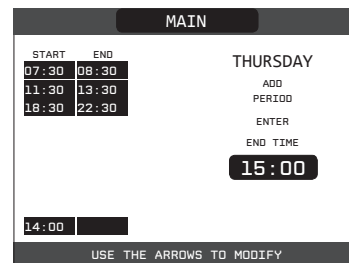 MAIN
START END
07:30 08:30
11:30 13:30
18:30 22:30
14:00
THURSDAY
ADD
PERIOD
ENTER
END TIME
15:00
USE THE ARROWS TO MODIFY